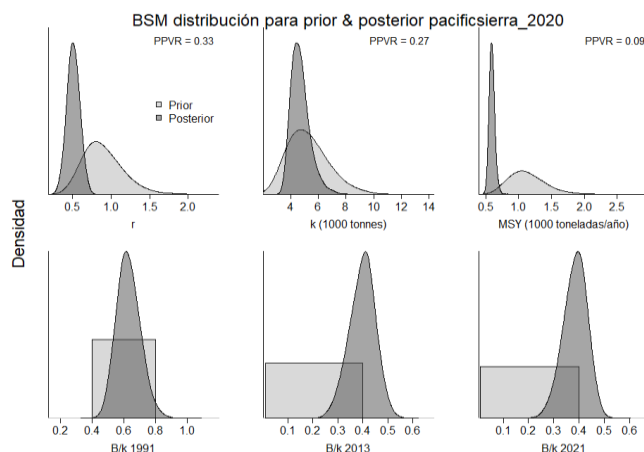 BSM distribución para prior & posterior pacificsierra_2020
PPVR = 0.33
PPVR = 0.27
PPVR = 0.09
Prior
Posterior
0.5 1.0 1.5 2.0
r
4 6 8 10 12 14
k (1000 tonnes)
0.5 1.0 1.5 2.0 2.5
MSY (1000 toneladas/año)
Densidad
0.2 0.4 0.6 0.8 1.0
B/k 1991
0.1 0.2 0.3 0.4 0.5 0.6
B/k 2013
0.1 0.2 0.3 0.4 0.5 0.6
B/k 2021